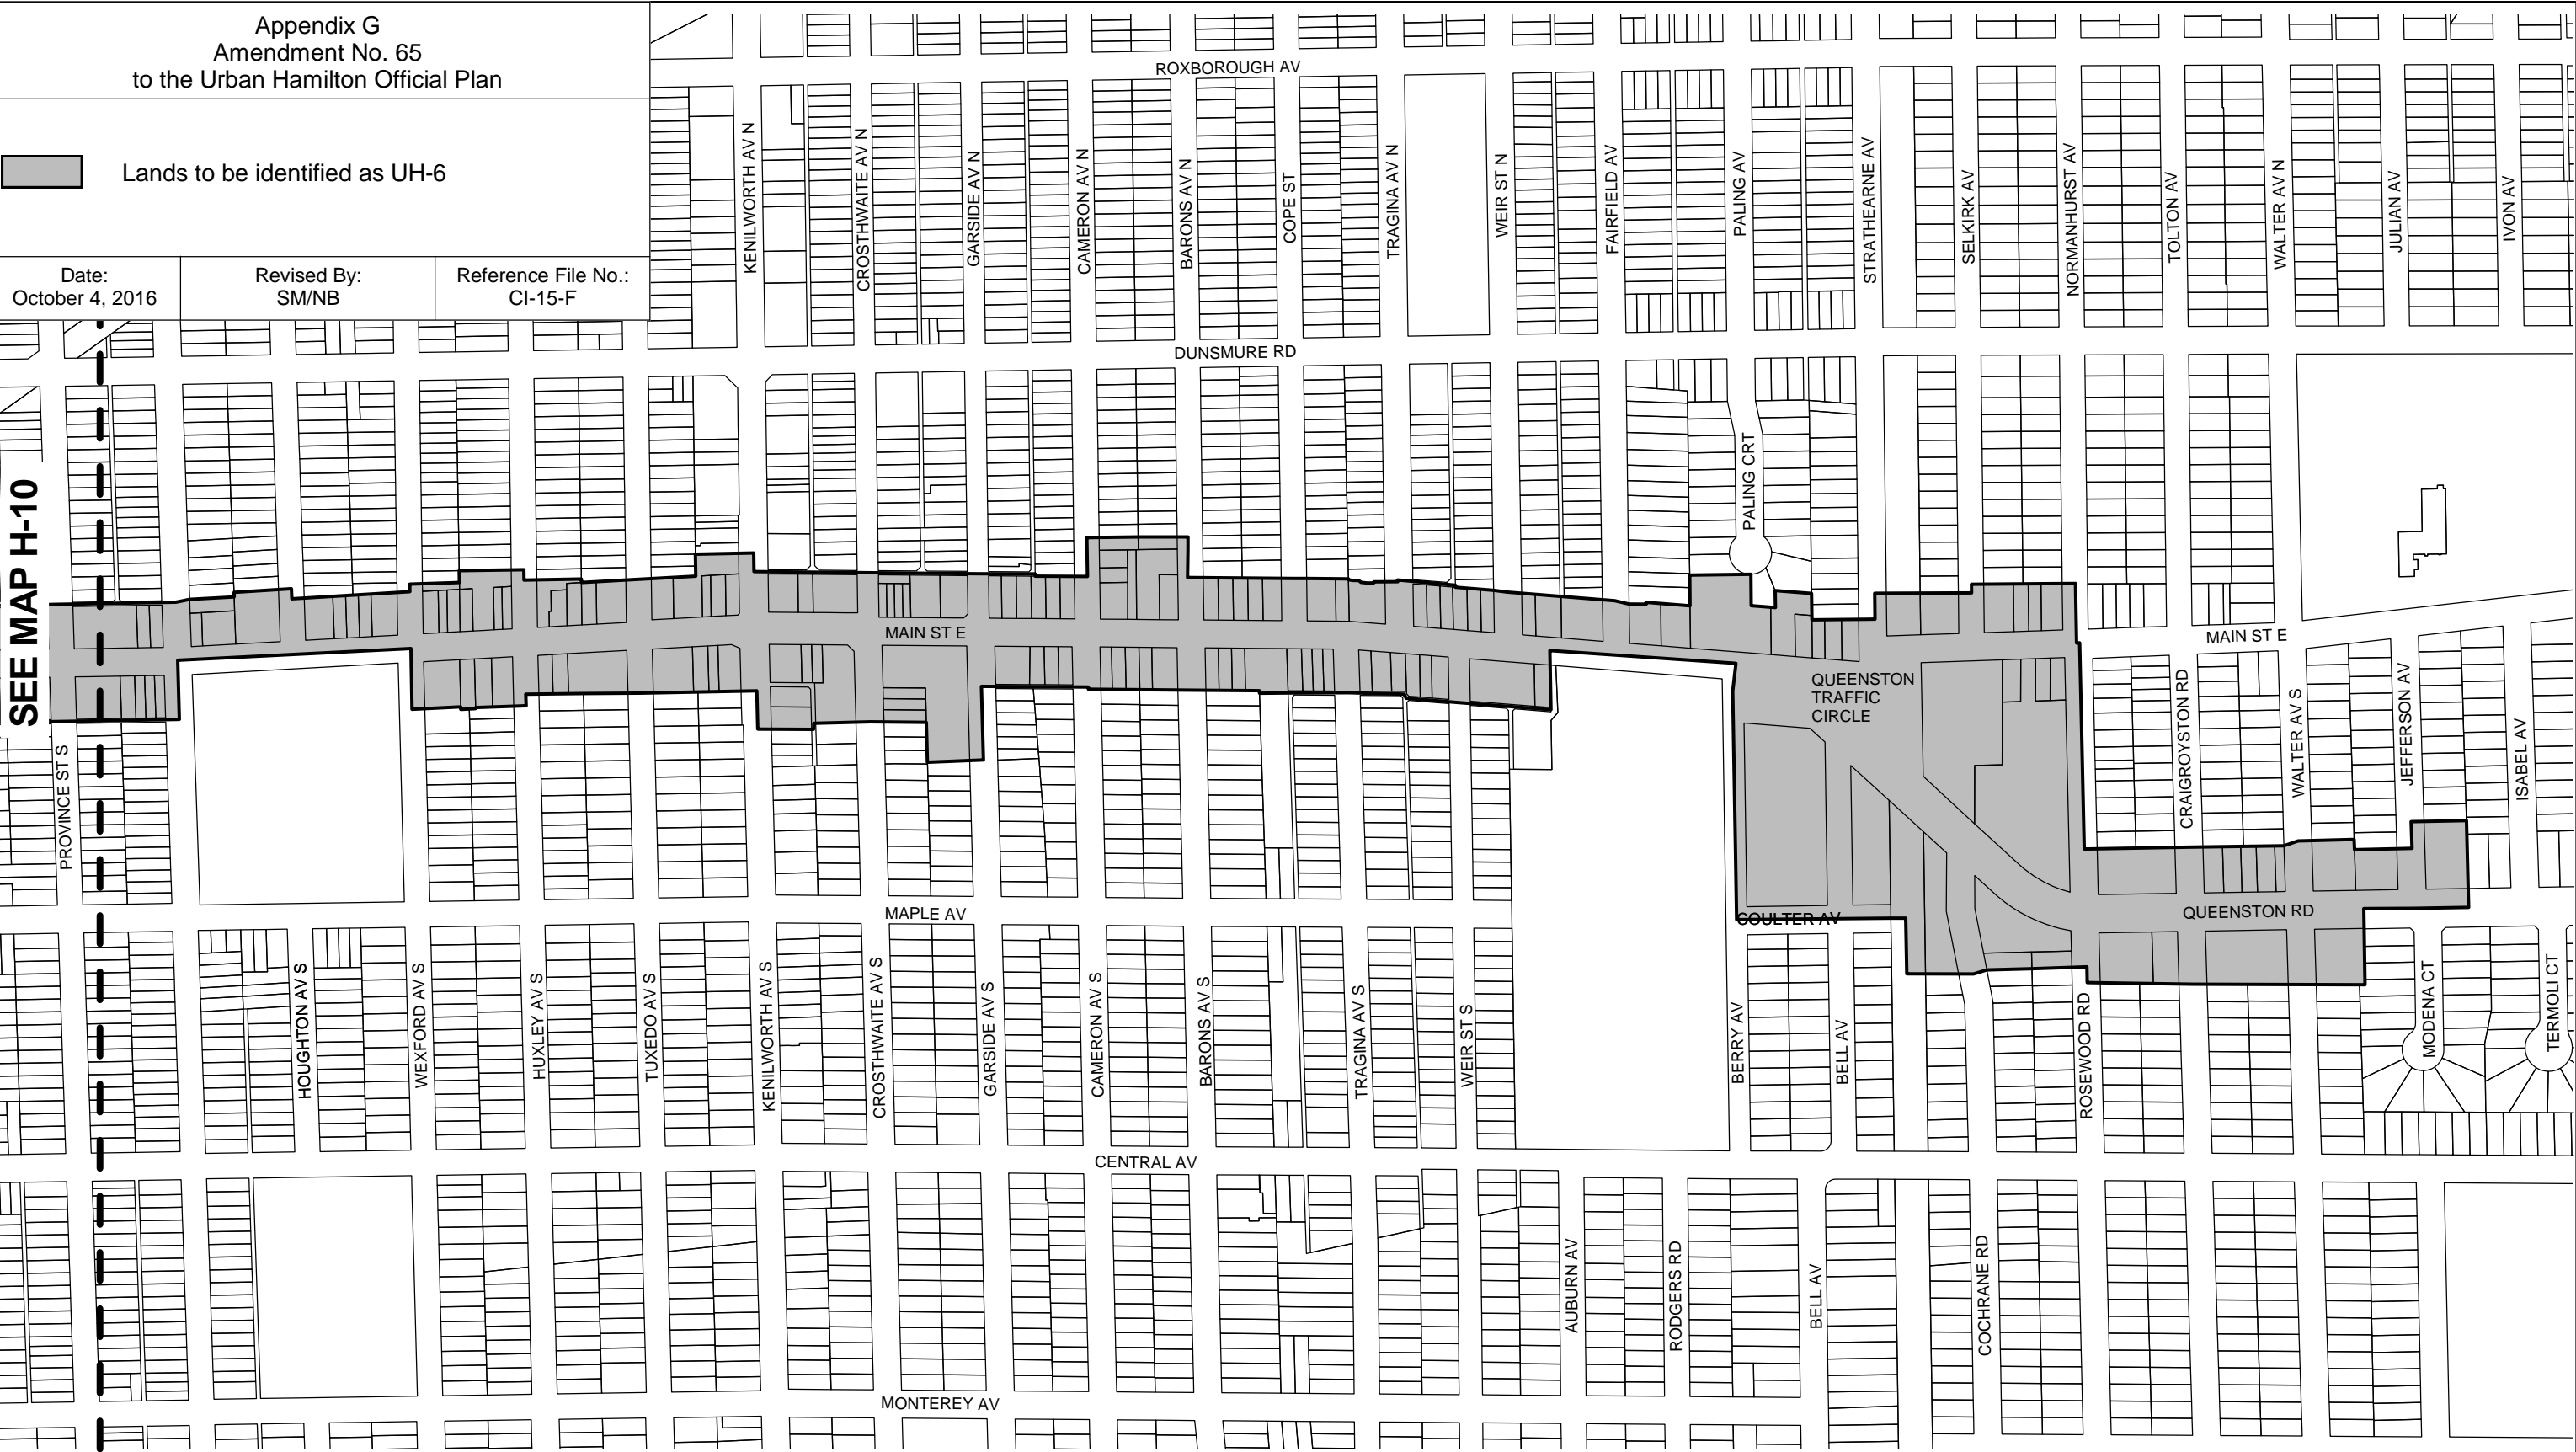 Appendix G
Amendment No. 65
to the Urban Hamilton Official Plan
Lands to be identified as UH-6
Date:
October 4, 2016
Revised By:
SM/NB
Reference File No.:
CI-15-F
SEE MAP H-10
ROXBOROUGH AV
KENILWORTH AV N
CROSTHWAITE AV N
GARSIDE AV N
CAMERON AV N
BARONS AV N
COPE ST
TRAGINA AV N
WEIR ST N
FAIRFIELD AV
PALING AV
STRATHEARNE AV
SELKIRK AV
NORMANHURST AV
TOLTON AV
WALTER AV N
JULIAN AV
IVON AV
DUNSMURE RD
PALING CRT
MAIN ST E
MAIN ST E
QUEENSTON
TRAFFIC
CIRCLE
PROVINCE ST S
CRAIGROYSTON RD
WALTER AV S
JEFFERSON AV
ISABEL AV
MAPLE AV
COULTER AV
QUEENSTON RD
HOUGHTON AV S
WEXFORD AV S
HUXLEY AV S
TUXEDO AV S
KENILWORTH AV S
CROSTHWAITE AV S
GARSIDE AV S
CAMERON AV S
BARONS AV S
TRAGINA AV S
WEIR ST S
BERRY AV
BELL AV
ROSEWOOD RD
MODENA CT
TERMOLI CT
CENTRAL AV
AUBURN AV
RODGERS RD
BELL AV
COCHRANE RD
MONTEREY AV